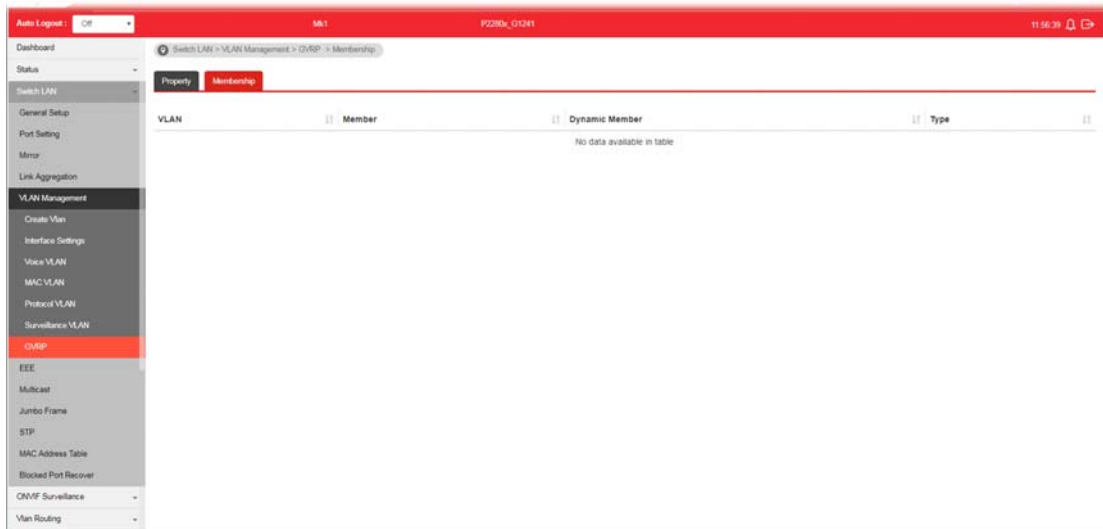 Auto Logout : Off Mk1 P2280x_G1241 11:56:39
Dashboard
Switch LAN > VLAN Management > GVRP > Membership
Status
Property Membership
Switch LAN
General Setup
VLAN Member Dynamic Member Type
Port Setting
No data available in table
Mirror
Link Aggregation
VLAN Management
Create Vlan
Interface Settings
Voice VLAN
MAC VLAN
Protocol VLAN
Surveillance VLAN
GVRP
EEE
Multicast
Jumbo Frame
STP
MAC Address Table
Blocked Port Recover
ONVIF Surveillance
Vlan Routing